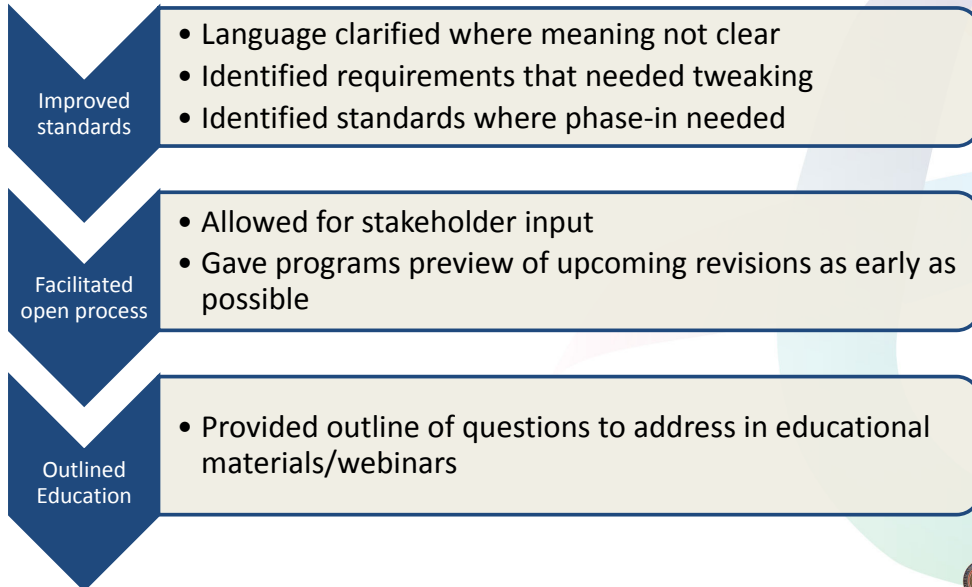 Improved
standards
• Language clarified where meaning not clear
• Identified requirements that needed tweaking
• Identified standards where phase-in needed
Facilitated
open process
• Allowed for stakeholder input
• Gave programs preview of upcoming revisions as early as
possible
Outlined
Education
• Provided outline of questions to address in educational
materials/webinars